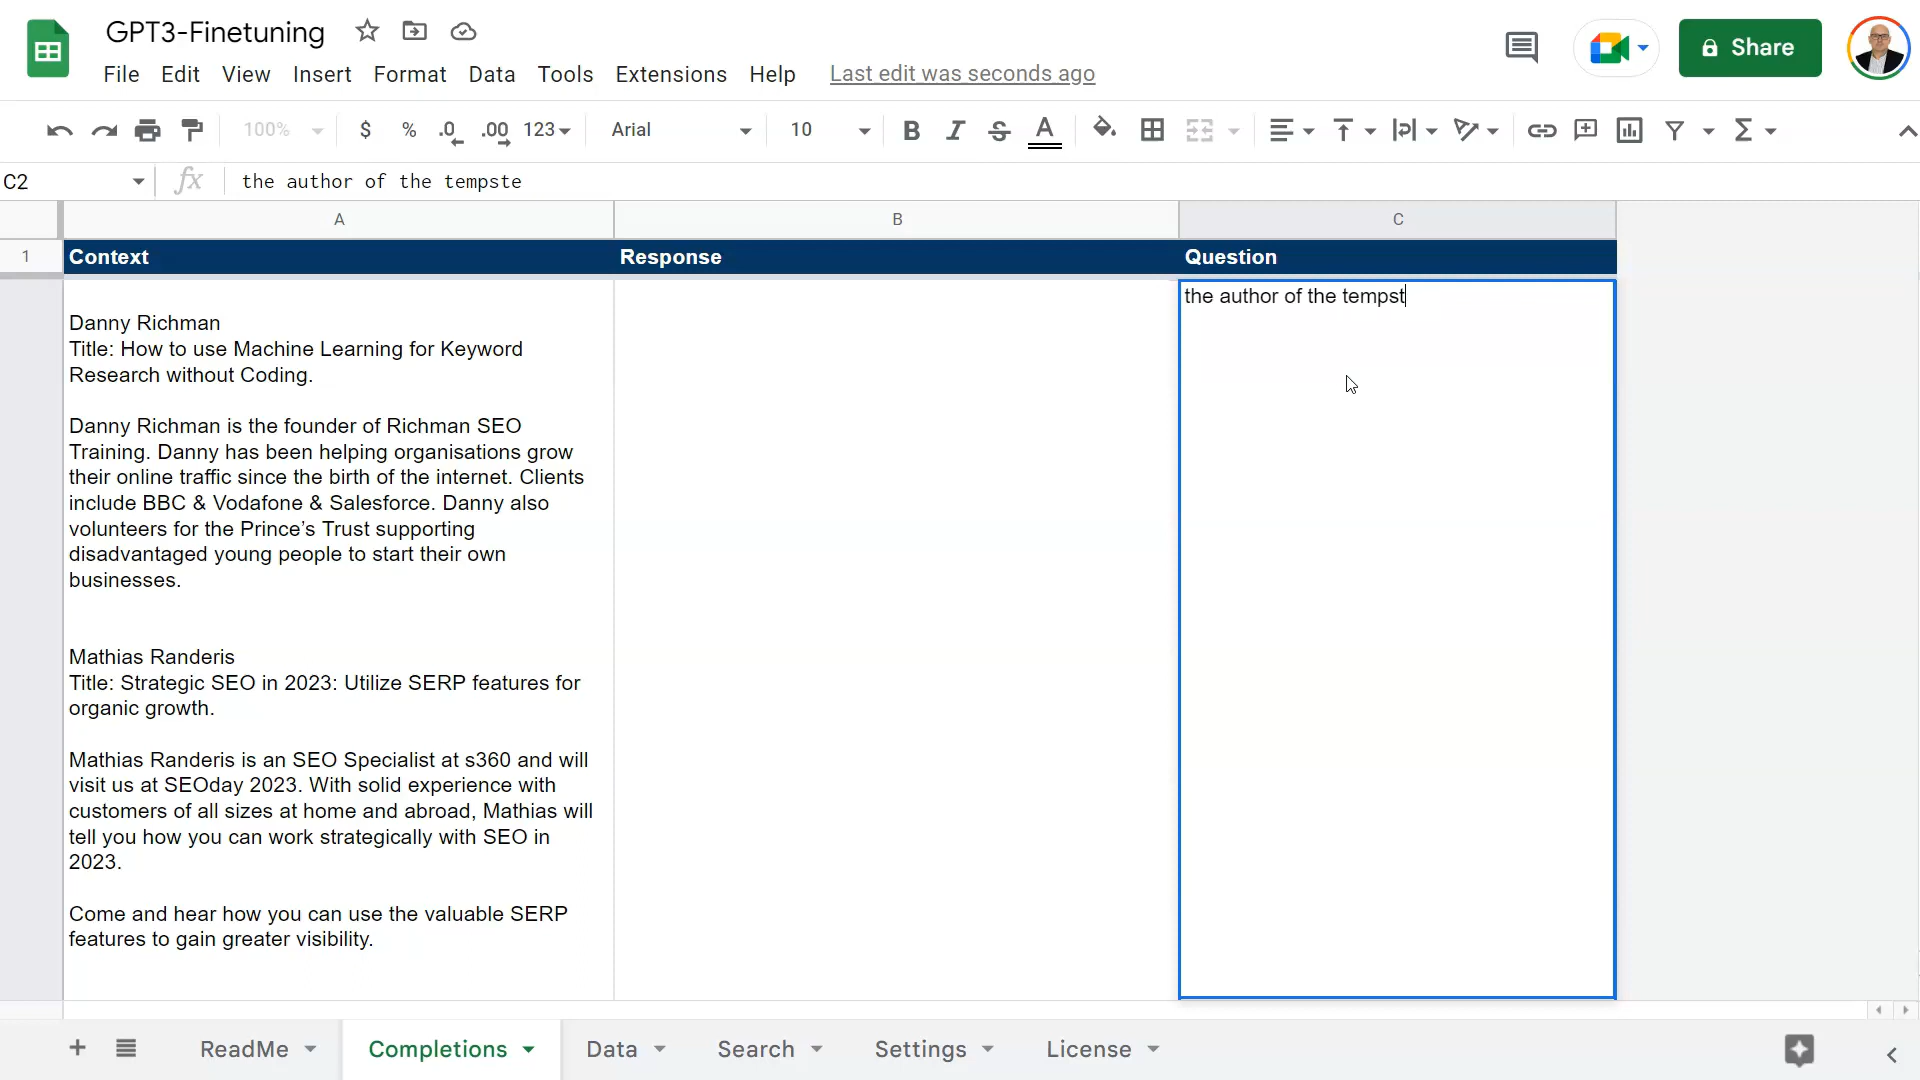 GPT3-Finetuning
File Edit View Insert Format Data Tools Extensions Help Last edit was seconds ago
Share
100% $ % .0 .00 123 Arial 10 B I S A
C2 fx the author of the tempste
A B C
1 Context Response Question
the author of the tempst
Danny Richman
Title: How to use Machine Learning for Keyword
Research without Coding.
Danny Richman is the founder of Richman SEO
Training. Danny has been helping organisations grow
their online traffic since the birth of the internet. Clients
include BBC & Vodafone & Salesforce. Danny also
volunteers for the Prince’s Trust supporting
disadvantaged young people to start their own
businesses.
Mathias Randeris
Title: Strategic SEO in 2023: Utilize SERP features for
organic growth.
Mathias Randeris is an SEO Specialist at s360 and will
visit us at SEOday 2023. With solid experience with
customers of all sizes at home and abroad, Mathias will
tell you how you can work strategically with SEO in
2023.
Come and hear how you can use the valuable SERP
features to gain greater visibility.
ReadMe Completions Data Search Settings License